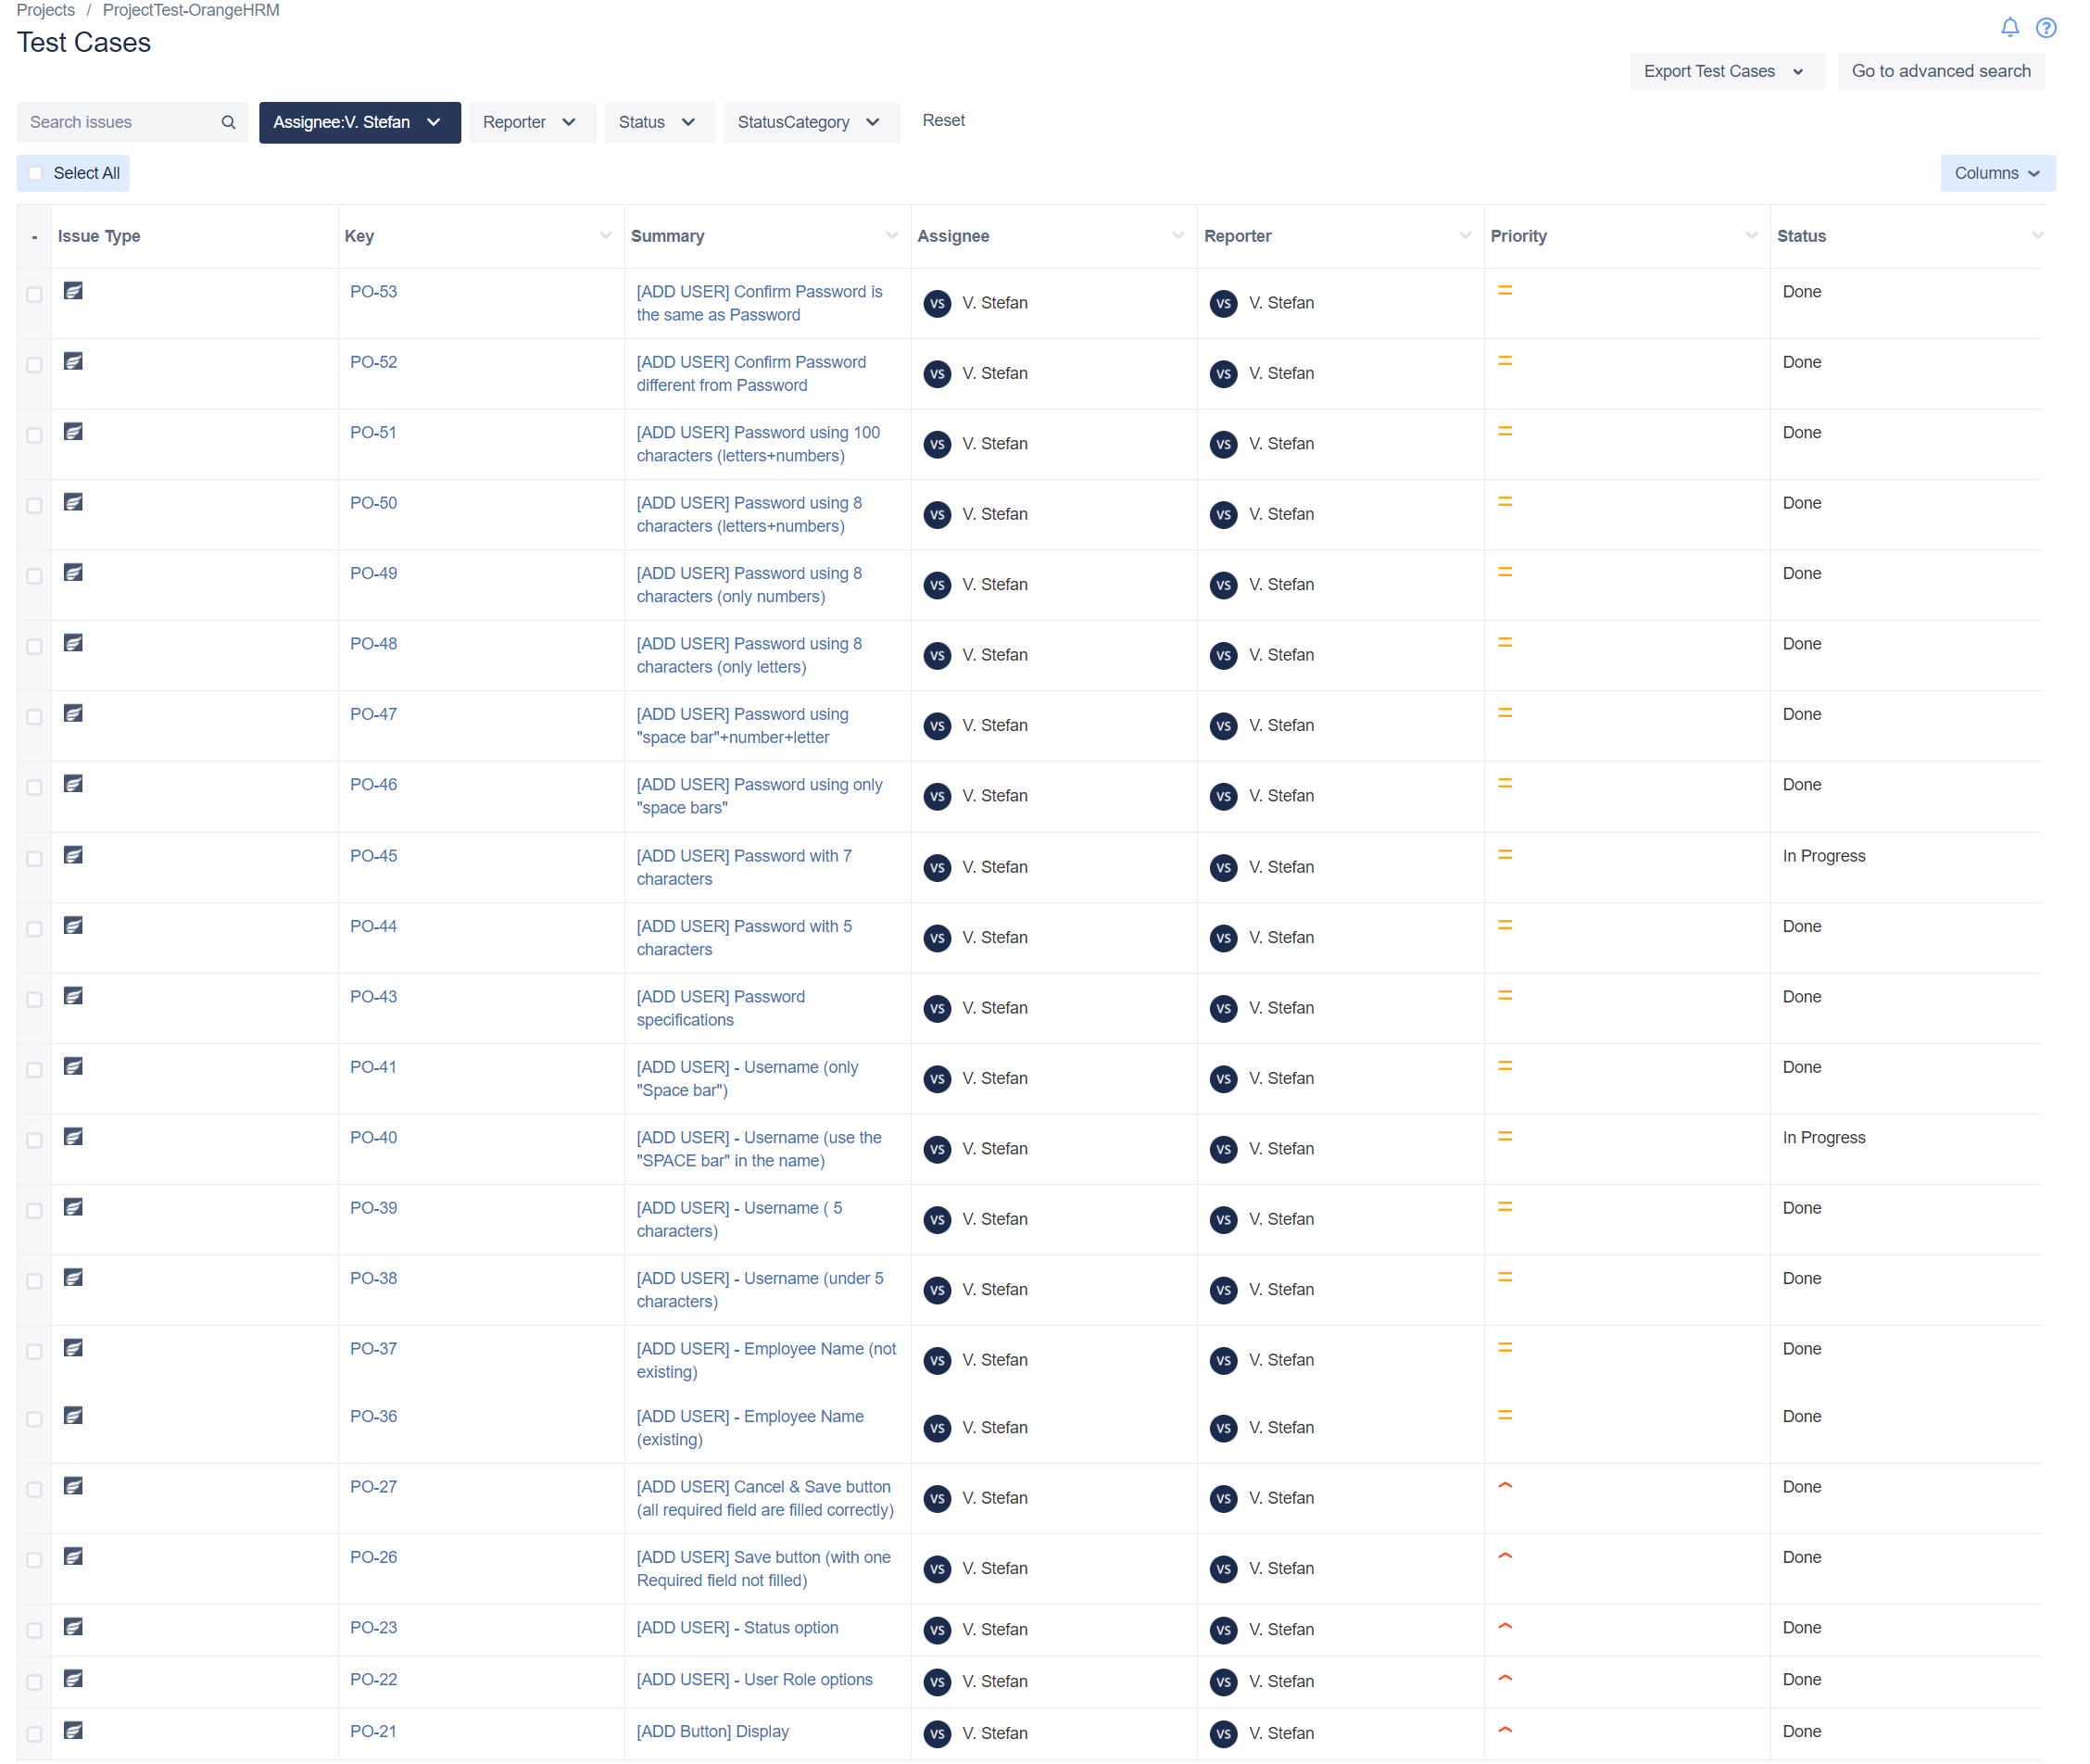 Projects / ProjectTest-OrangeHRM
Test Cases
Export Test Cases
Go to advanced search
Search issues
Assignee:V. Stefan
Reporter
Status
StatusCategory
Reset
Select All
Columns
- Issue Type Key Summary Assignee Reporter Priority Status
PO-53 [ADD USER] Confirm Password is
the same as Password VS V. Stefan VS V. Stefan Done
PO-52 [ADD USER] Confirm Password
different from Password VS V. Stefan VS V. Stefan Done
PO-51 [ADD USER] Password using 100
characters (letters+numbers) VS V. Stefan VS V. Stefan Done
PO-50 [ADD USER] Password using 8
characters (letters+numbers) VS V. Stefan VS V. Stefan Done
PO-49 [ADD USER] Password using 8
characters (only numbers) VS V. Stefan VS V. Stefan Done
PO-48 [ADD USER] Password using 8
characters (only letters) VS V. Stefan VS V. Stefan Done
PO-47 [ADD USER] Password using
"space bar"+number+letter VS V. Stefan VS V. Stefan Done
PO-46 [ADD USER] Password using only
"space bars" VS V. Stefan VS V. Stefan Done
PO-45 [ADD USER] Password with 7
characters VS V. Stefan VS V. Stefan In Progress
PO-44 [ADD USER] Password with 5
characters VS V. Stefan VS V. Stefan Done
PO-43 [ADD USER] Password
specifications VS V. Stefan VS V. Stefan Done
PO-41 [ADD USER] - Username (only
"Space bar") VS V. Stefan VS V. Stefan Done
PO-40 [ADD USER] - Username (use the
"SPACE bar" in the name) VS V. Stefan VS V. Stefan In Progress
PO-39 [ADD USER] - Username ( 5
characters) VS V. Stefan VS V. Stefan Done
PO-38 [ADD USER] - Username (under 5
characters) VS V. Stefan VS V. Stefan Done
PO-37 [ADD USER] - Employee Name (not
existing) VS V. Stefan VS V. Stefan Done
PO-36 [ADD USER] - Employee Name
(existing) VS V. Stefan VS V. Stefan Done
PO-27 [ADD USER] Cancel & Save button
(all required field are filled correctly) VS V. Stefan VS V. Stefan Done
PO-26 [ADD USER] Save button (with one
Required field not filled) VS V. Stefan VS V. Stefan Done
PO-23 [ADD USER] - Status option VS V. Stefan VS V. Stefan Done
PO-22 [ADD USER] - User Role options VS V. Stefan VS V. Stefan Done
PO-21 [ADD Button] Display VS V. Stefan VS V. Stefan Done